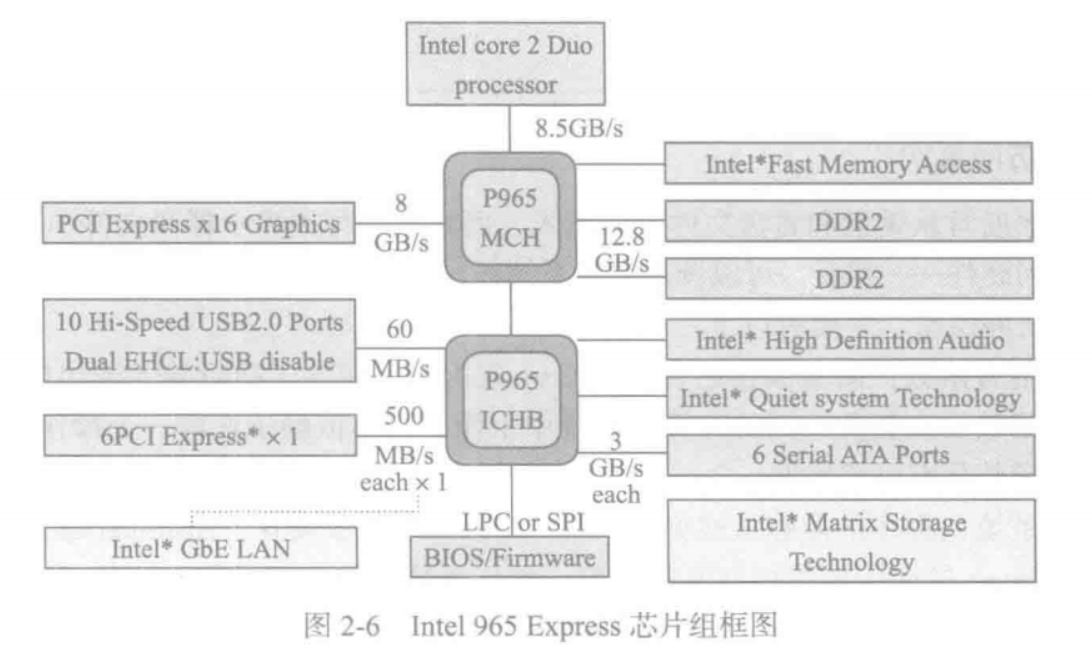 Intel core 2 Duo
processor
8.5GB/s
P965
MCH
Intel*Fast Memory Access
PCI Express x16 Graphics
8
GB/s
DDR2
12.8
GB/s
DDR2
10 Hi-Speed USB2.0 Ports
Dual EHCL:USB disable
60
MB/s
P965
ICHB
Intel* High Definition Audio
Intel* Quiet system Technology
6PCI Express* × 1
500
MB/s
each × 1
3
GB/s
each
6 Serial ATA Ports
Intel* GbE LAN
LPC or SPI
BIOS/Firmware
Intel* Matrix Storage
Technology
图 2-6 Intel 965 Express 芯片组框图